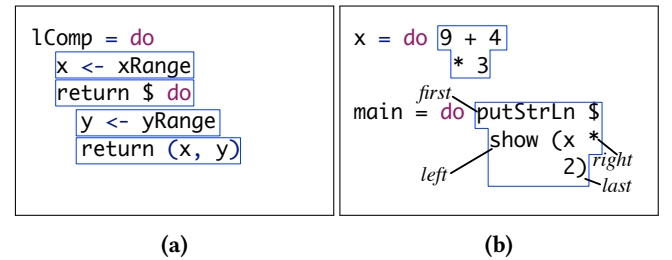 lComp = do
x <- xRange
return $ do
y <- yRange
return (x, y)
(a)
x = do 9 + 4
* 3
first
main = do putStrLn $
show (x *
right
left
2)
last
(b)